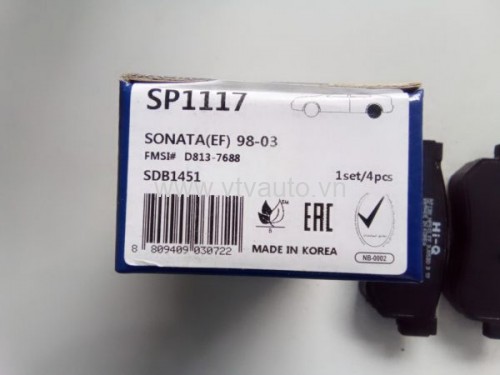 SP1117
SONATA(EF) 98-03
FMSI# D813-7688
SDB1451
1set/4pcs
www.vtvauto.vn
EAC
8 809409 030722
MADE IN KOREA
NB-0002
Hi-Q